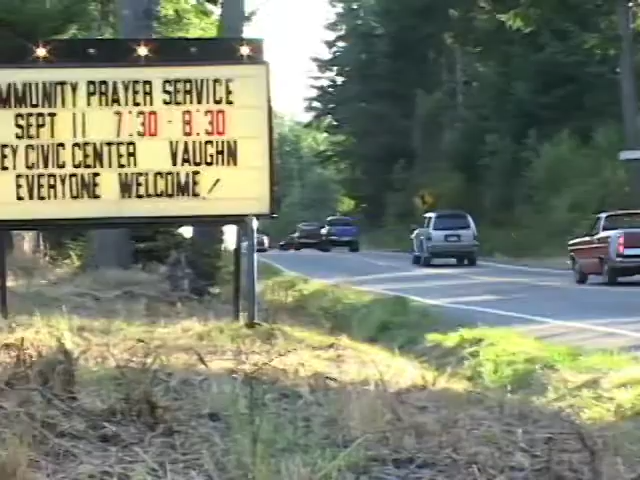 MMUNITY PRAYER SERVICE
SEPT 11 7:30 - 8:30
EY CIVIC CENTER VAUGHN
EVERYONE WELCOME!